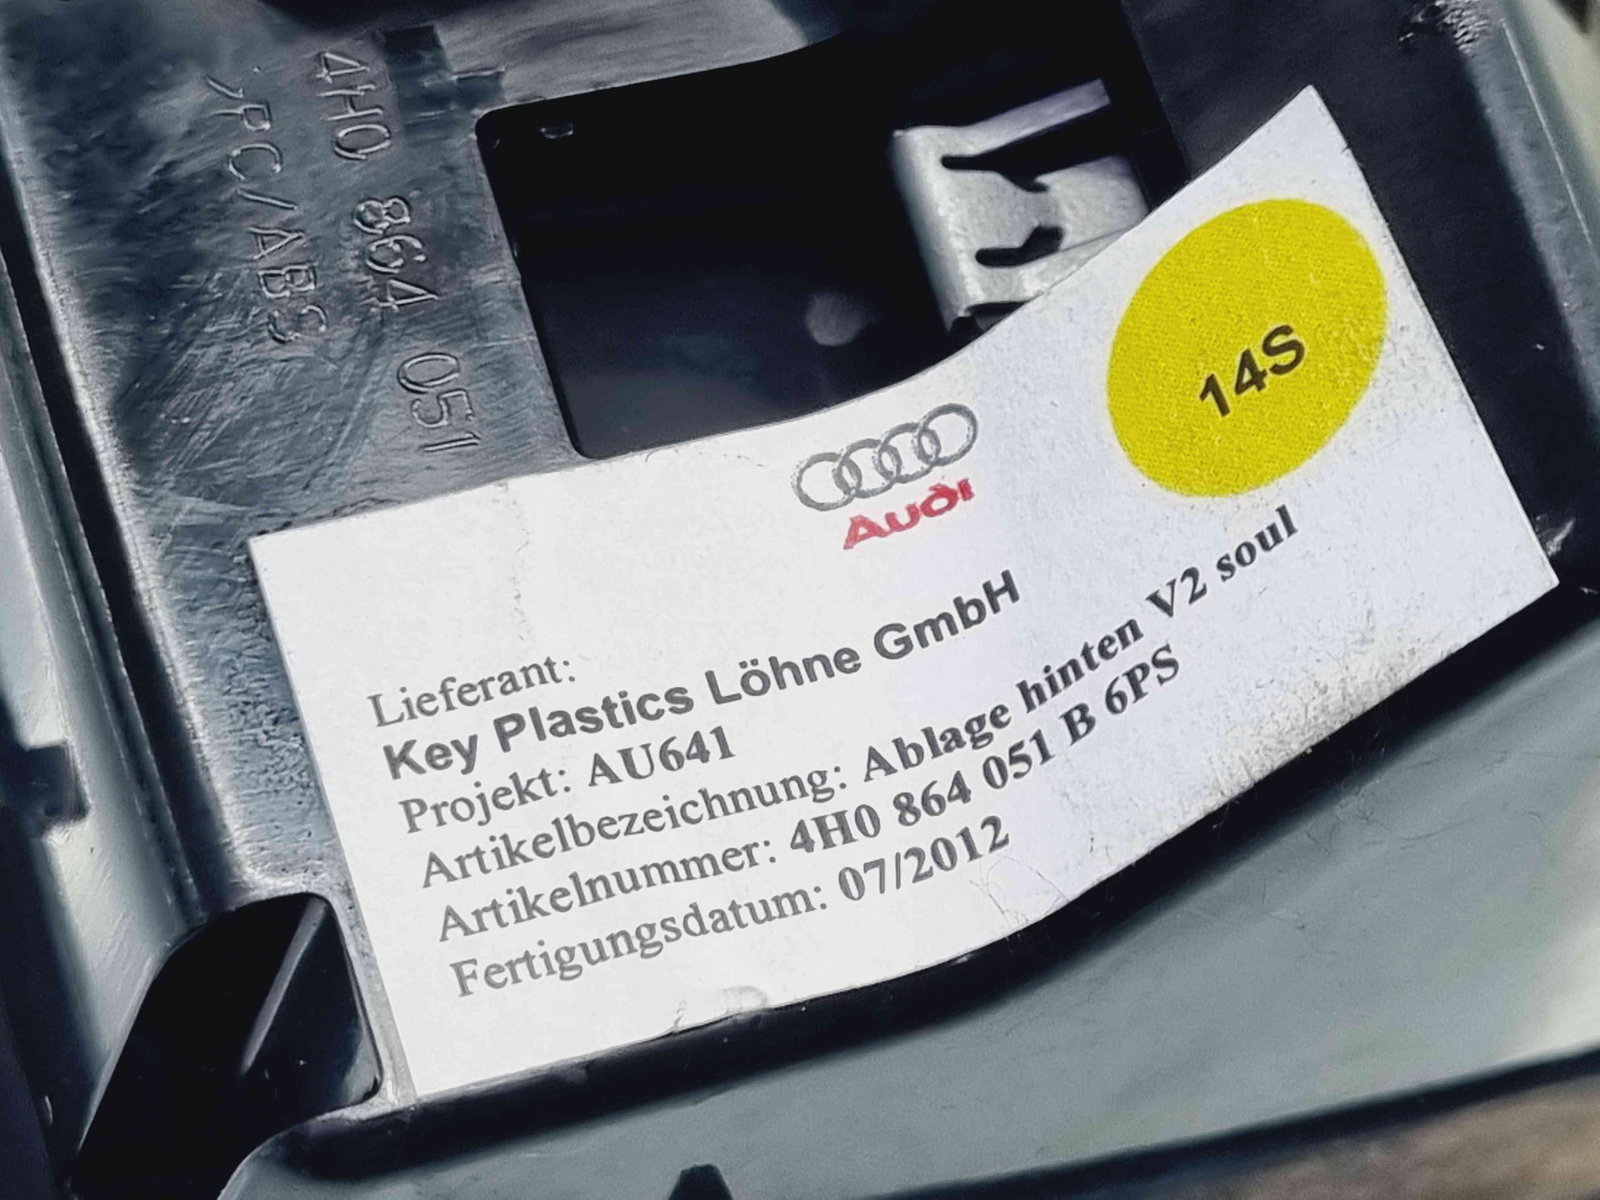 4H0 864 051
>PC/ABS
14S
Audi
Lieferant:
Key Plastics Löhne GmbH
Projekt: AU641
Artikelbezeichnung: Ablage hinten V2 soul
Artikelnummer: 4H0 864 051 B 6PS
Fertigungsdatum: 07/2012